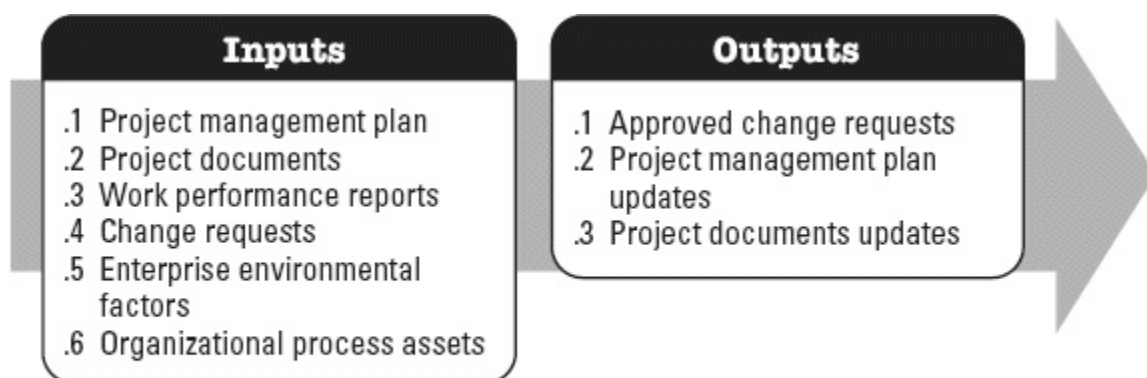 Inputs
.1 Project management plan
.2 Project documents
.3 Work performance reports
.4 Change requests
.5 Enterprise environmental
factors
.6 Organizational process assets
Outputs
.1 Approved change requests
.2 Project management plan
updates
.3 Project documents updates